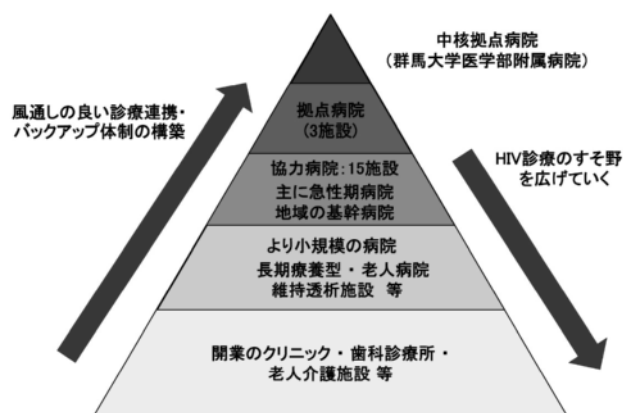 中核拠点病院
（群馬大学医学部附属病院）
風通しの良い診療連携・
バックアップ体制の構築
拠点病院
（3施設）
HIV診療のすそ野
を広げていく
協力病院：15施設
主に急性期病院
地域の基幹病院
より小規模の病院
長期療養型・老人病院
維持透析施設 等
開業のクリニック・歯科診療所・
老人介護施設 等